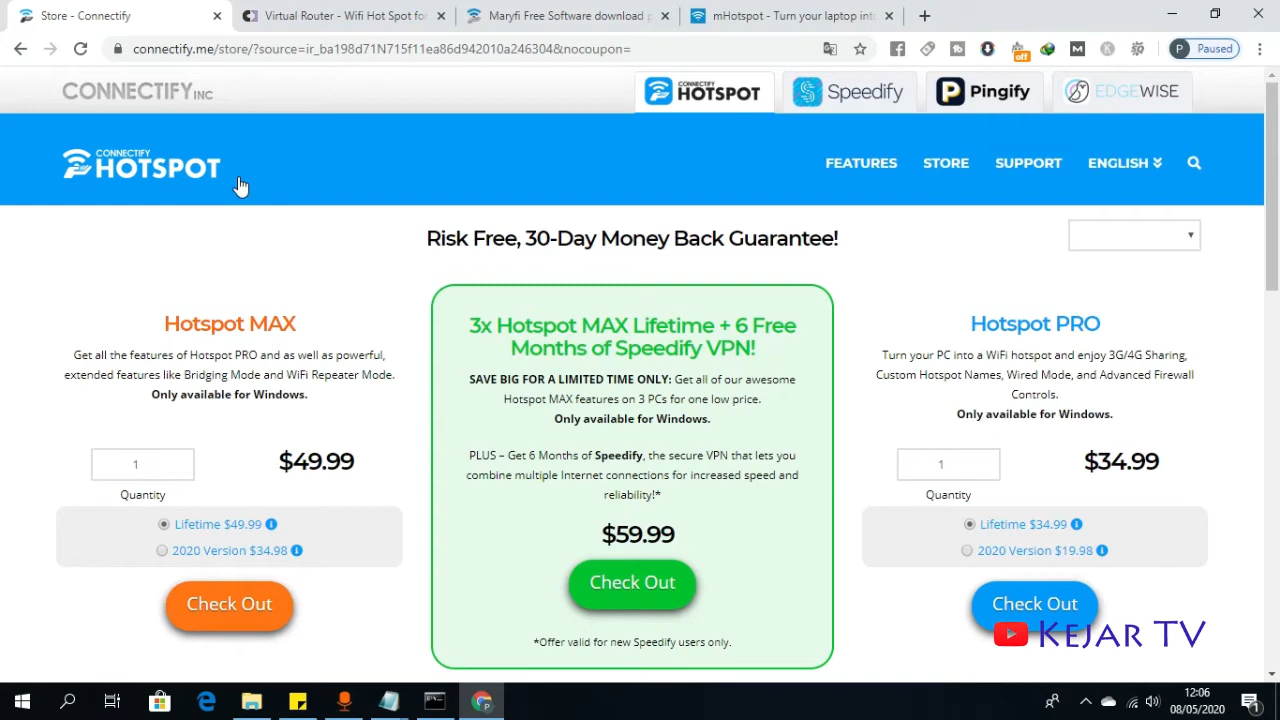 Store - Connectify
Virtual Router - Wifi Hot Spot for
Maryfi Free Software download p
mHotspot - Turn your laptop into
connectify.me/store/?source=ir_ba198d71N715f11ea86d942010a246304&nocoupon=
off
P Paused
CONNECTIFY INC
CONNECTIFY HOTSPOT
Speedify
Pingify
EDGEWISE
CONNECTIFY
HOTSPOT
FEATURES STORE SUPPORT ENGLISH
Risk Free, 30-Day Money Back Guarantee!
Hotspot MAX
Get all the features of Hotspot PRO and as well as powerful,
extended features like Bridging Mode and WiFi Repeater Mode.
Only available for Windows.
1
$49.99
Quantity
Lifetime $49.99
2020 Version $34.98
Check Out
3x Hotspot MAX Lifetime + 6 Free
Months of Speedify VPN!
SAVE BIG FOR A LIMITED TIME ONLY: Get all of our awesome
Hotspot MAX features on 3 PCs for one low price.
Only available for Windows.
PLUS – Get 6 Months of Speedify, the secure VPN that lets you
combine multiple Internet connections for increased speed and
reliability!*
$59.99
Check Out
*Offer valid for new Speedify users only.
Hotspot PRO
Turn your PC into a WiFi hotspot and enjoy 3G/4G Sharing,
Custom Hotspot Names, Wired Mode, and Advanced Firewall
Controls.
Only available for Windows.
1
$34.99
Quantity
Lifetime $34.99
2020 Version $19.98
Check Out
KEJAR TV
12:06
08/05/2020
1